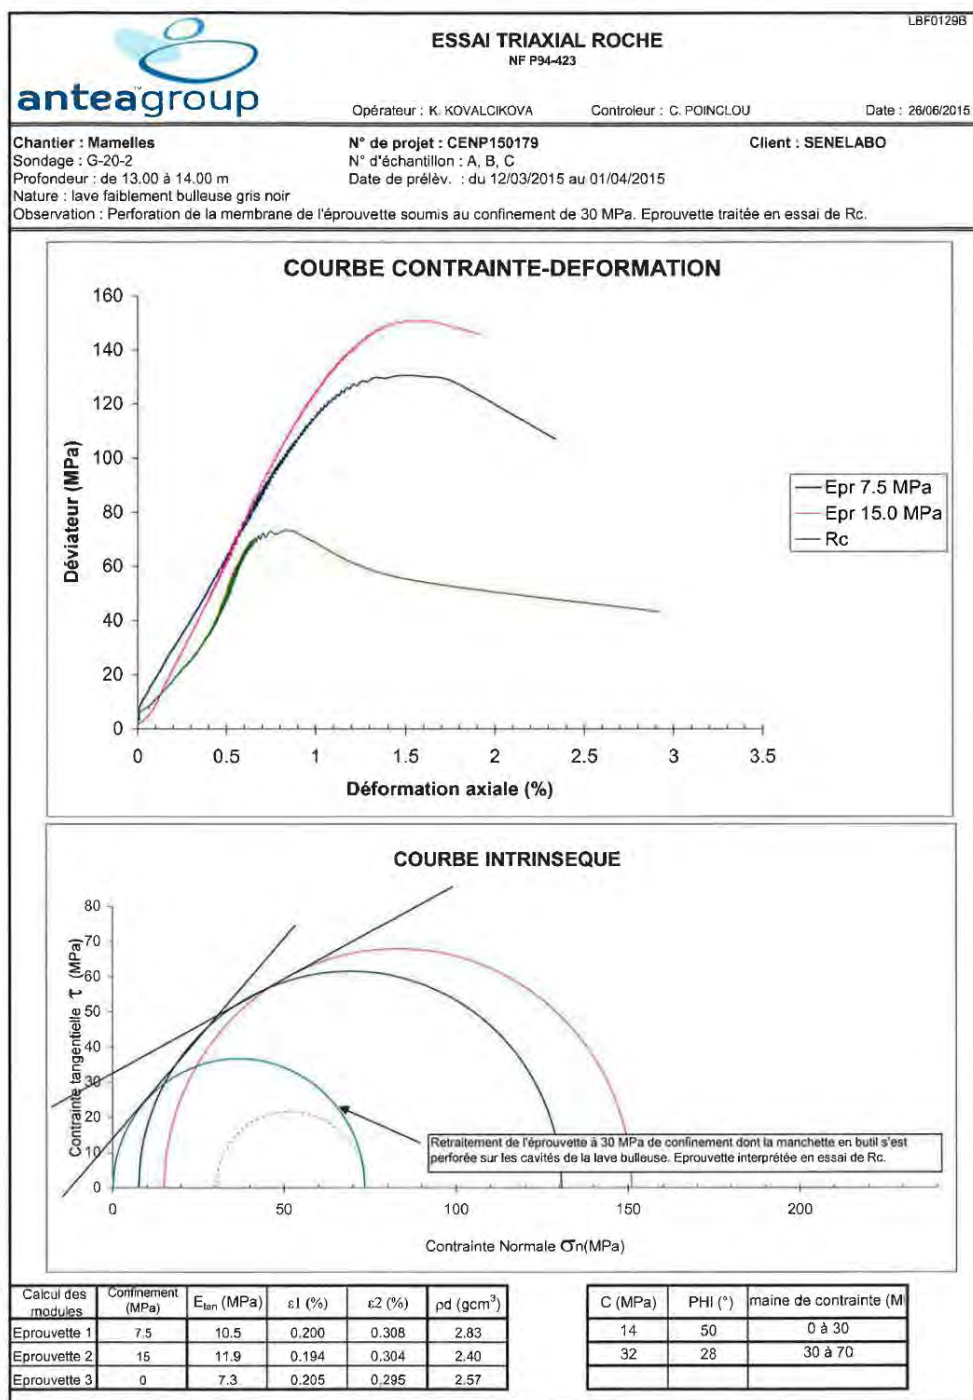 LBF0129B
ESSAI TRIAXIAL ROCHE
NF P94-423
anteagroup
Opérateur : K. KOVALCIKOVA Controleur : C. POINCLOU Date : 26/06/2015
Chantier : Mamelles N° de projet : CENP150179 Client : SENELABO
Sondage : G-20-2 N° d'échantillon : A, B, C
Profondeur : de 13.00 à 14.00 m Date de prélèv. : du 12/03/2015 au 01/04/2015
Nature : lave faiblement bulleuse gris noir
Observation : Perforation de la membrane de l'éprouvette soumis au confinement de 30 MPa. Eprouvette traitée en essai de Rc.
COURBE CONTRAINTE-DEFORMATION
Déviateur (MPa)
160
140
120
100
80
60
40
20
0
0 0.5 1 1.5 2 2.5 3 3.5
Déformation axiale (%)
Epr 7.5 MPa
Epr 15.0 MPa
Rc
COURBE INTRINSEQUE
Contrainte tangentielle τ (MPa)
80
70
60
50
40
30
20
10
0
0 50 100 150 200
Contrainte Normale σn(MPa)
Retraitement de l'éprouvette à 30 MPa de confinement dont la manchette en butil s'est
perforée sur les cavités de la lave bulleuse. Eprouvette interprétée en essai de Rc.
Calcul des modules Confinement (MPa) Etan (MPa) ε1 (%) ε2 (%) ρd (gcm³)
Eprouvette 1 7.5 10.5 0.200 0.308 2.83
Eprouvette 2 15 11.9 0.194 0.304 2.40
Eprouvette 3 0 7.3 0.205 0.295 2.57
C (MPa) PHI (°) maine de contrainte (M
14 50 0 à 30
32 28 30 à 70